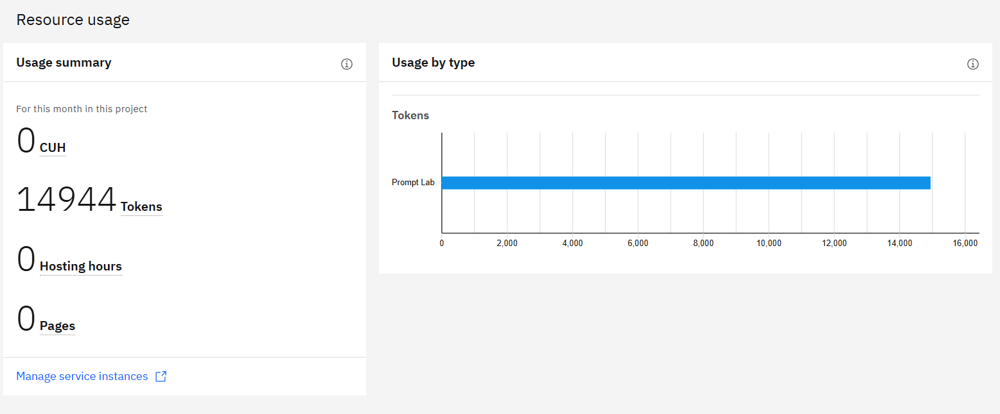 Resource usage
Usage summary
For this month in this project
0 CUH
14944 Tokens
0 Hosting hours
0 Pages
Manage service instances
Usage by type
Tokens
Prompt Lab
0 2,000 4,000 6,000 8,000 10,000 12,000 14,000 16,000